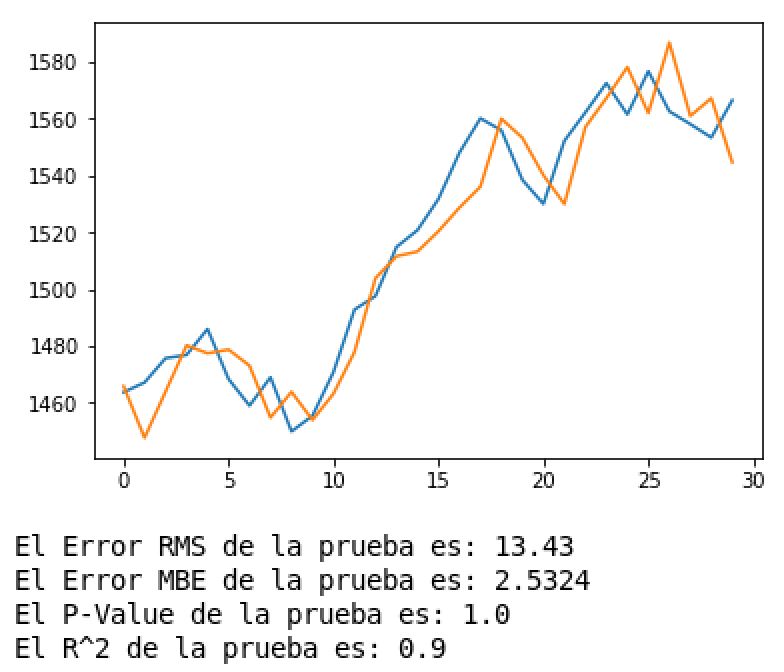 1580
1560
1540
1520
1500
1480
1460
0 5 10 15 20 25 30
El Error RMS de la prueba es: 13.43
El Error MBE de la prueba es: 2.5324
El P-Value de la prueba es: 1.0
El R^2 de la prueba es: 0.9